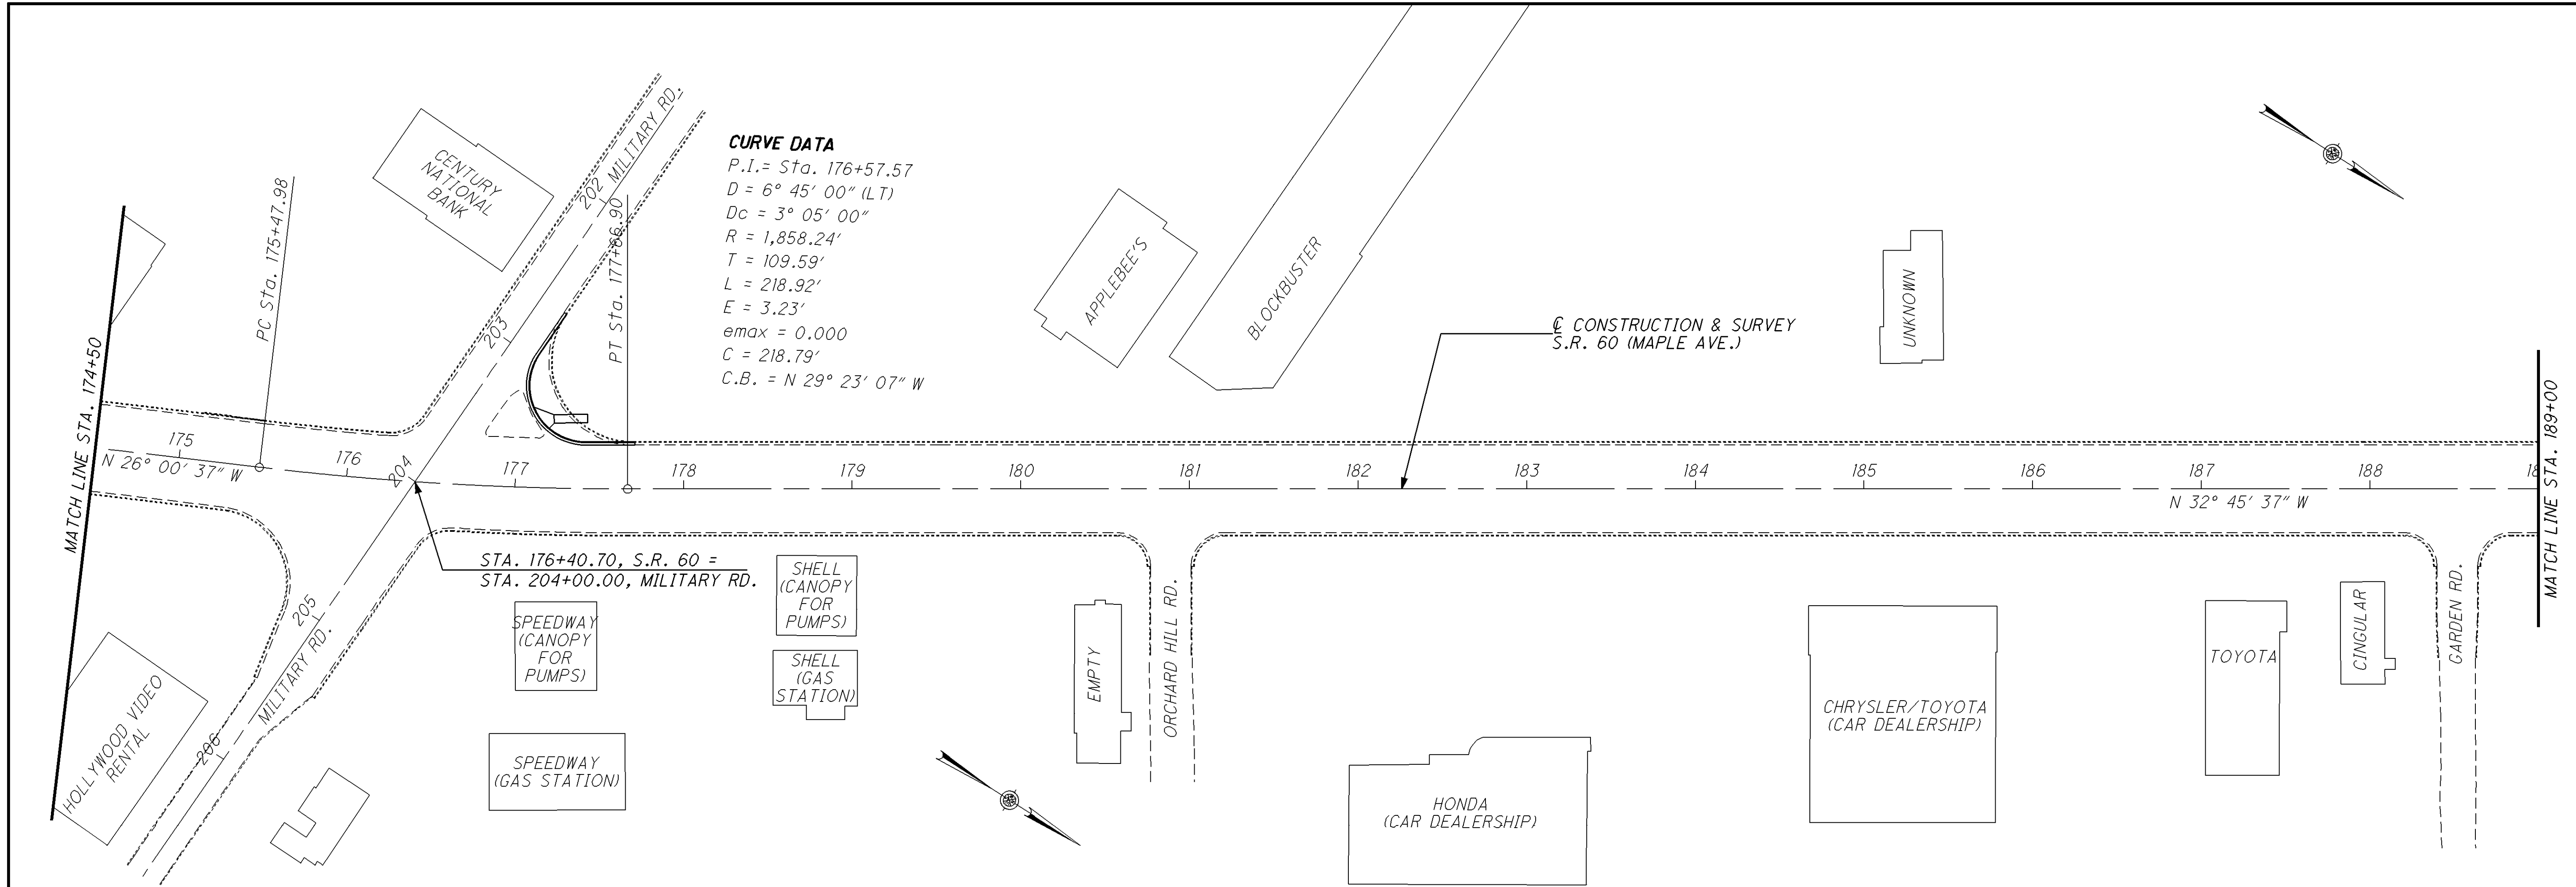 MATCH LINE STA. 174+50
PC Sta. 175+47.98
CENTURY
NATIONAL
BANK
202 MILITARY RD.
203
204
PT Sta. 177+66.90
CURVE DATA
P.I.= Sta. 176+57.57
D = 6° 45' 00" (LT)
Dc = 3° 05' 00"
R = 1,858.24'
T = 109.59'
L = 218.92'
E = 3.23'
emax = 0.000
C = 218.79'
C.B. = N 29° 23' 07" W
APPLEBEE'S
BLOCKBUSTER
℄ CONSTRUCTION & SURVEY
S.R. 60 (MAPLE AVE.)
UNKNOWN
MATCH LINE STA. 189+00
175
176
177
178
179
180
181
182
183
184
185
186
187
188
18
N 26° 00' 37" W
N 32° 45' 37" W
STA. 176+40.70, S.R. 60 =
STA. 204+00.00, MILITARY RD.
205
MILITARY RD.
206
HOLLYWOOD VIDEO
RENTAL
SPEEDWAY
(CANOPY
FOR
PUMPS)
SPEEDWAY
(GAS STATION)
SHELL
(CANOPY
FOR
PUMPS)
SHELL
(GAS
STATION)
EMPTY
ORCHARD HILL RD.
HONDA
(CAR DEALERSHIP)
CHRYSLER/TOYOTA
(CAR DEALERSHIP)
TOYOTA
CINGULAR
GARDEN RD.